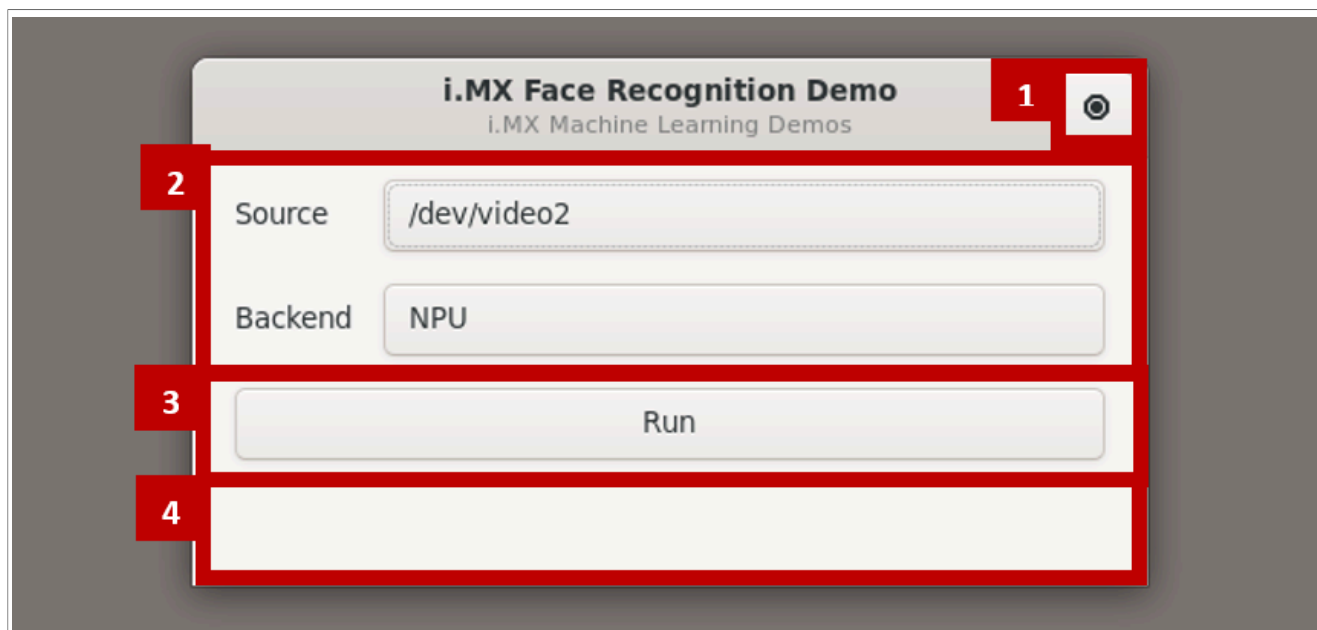 i.MX Face Recognition Demo
i.MX Machine Learning Demos
1
2
Source /dev/video2
Backend NPU
3
Run
4